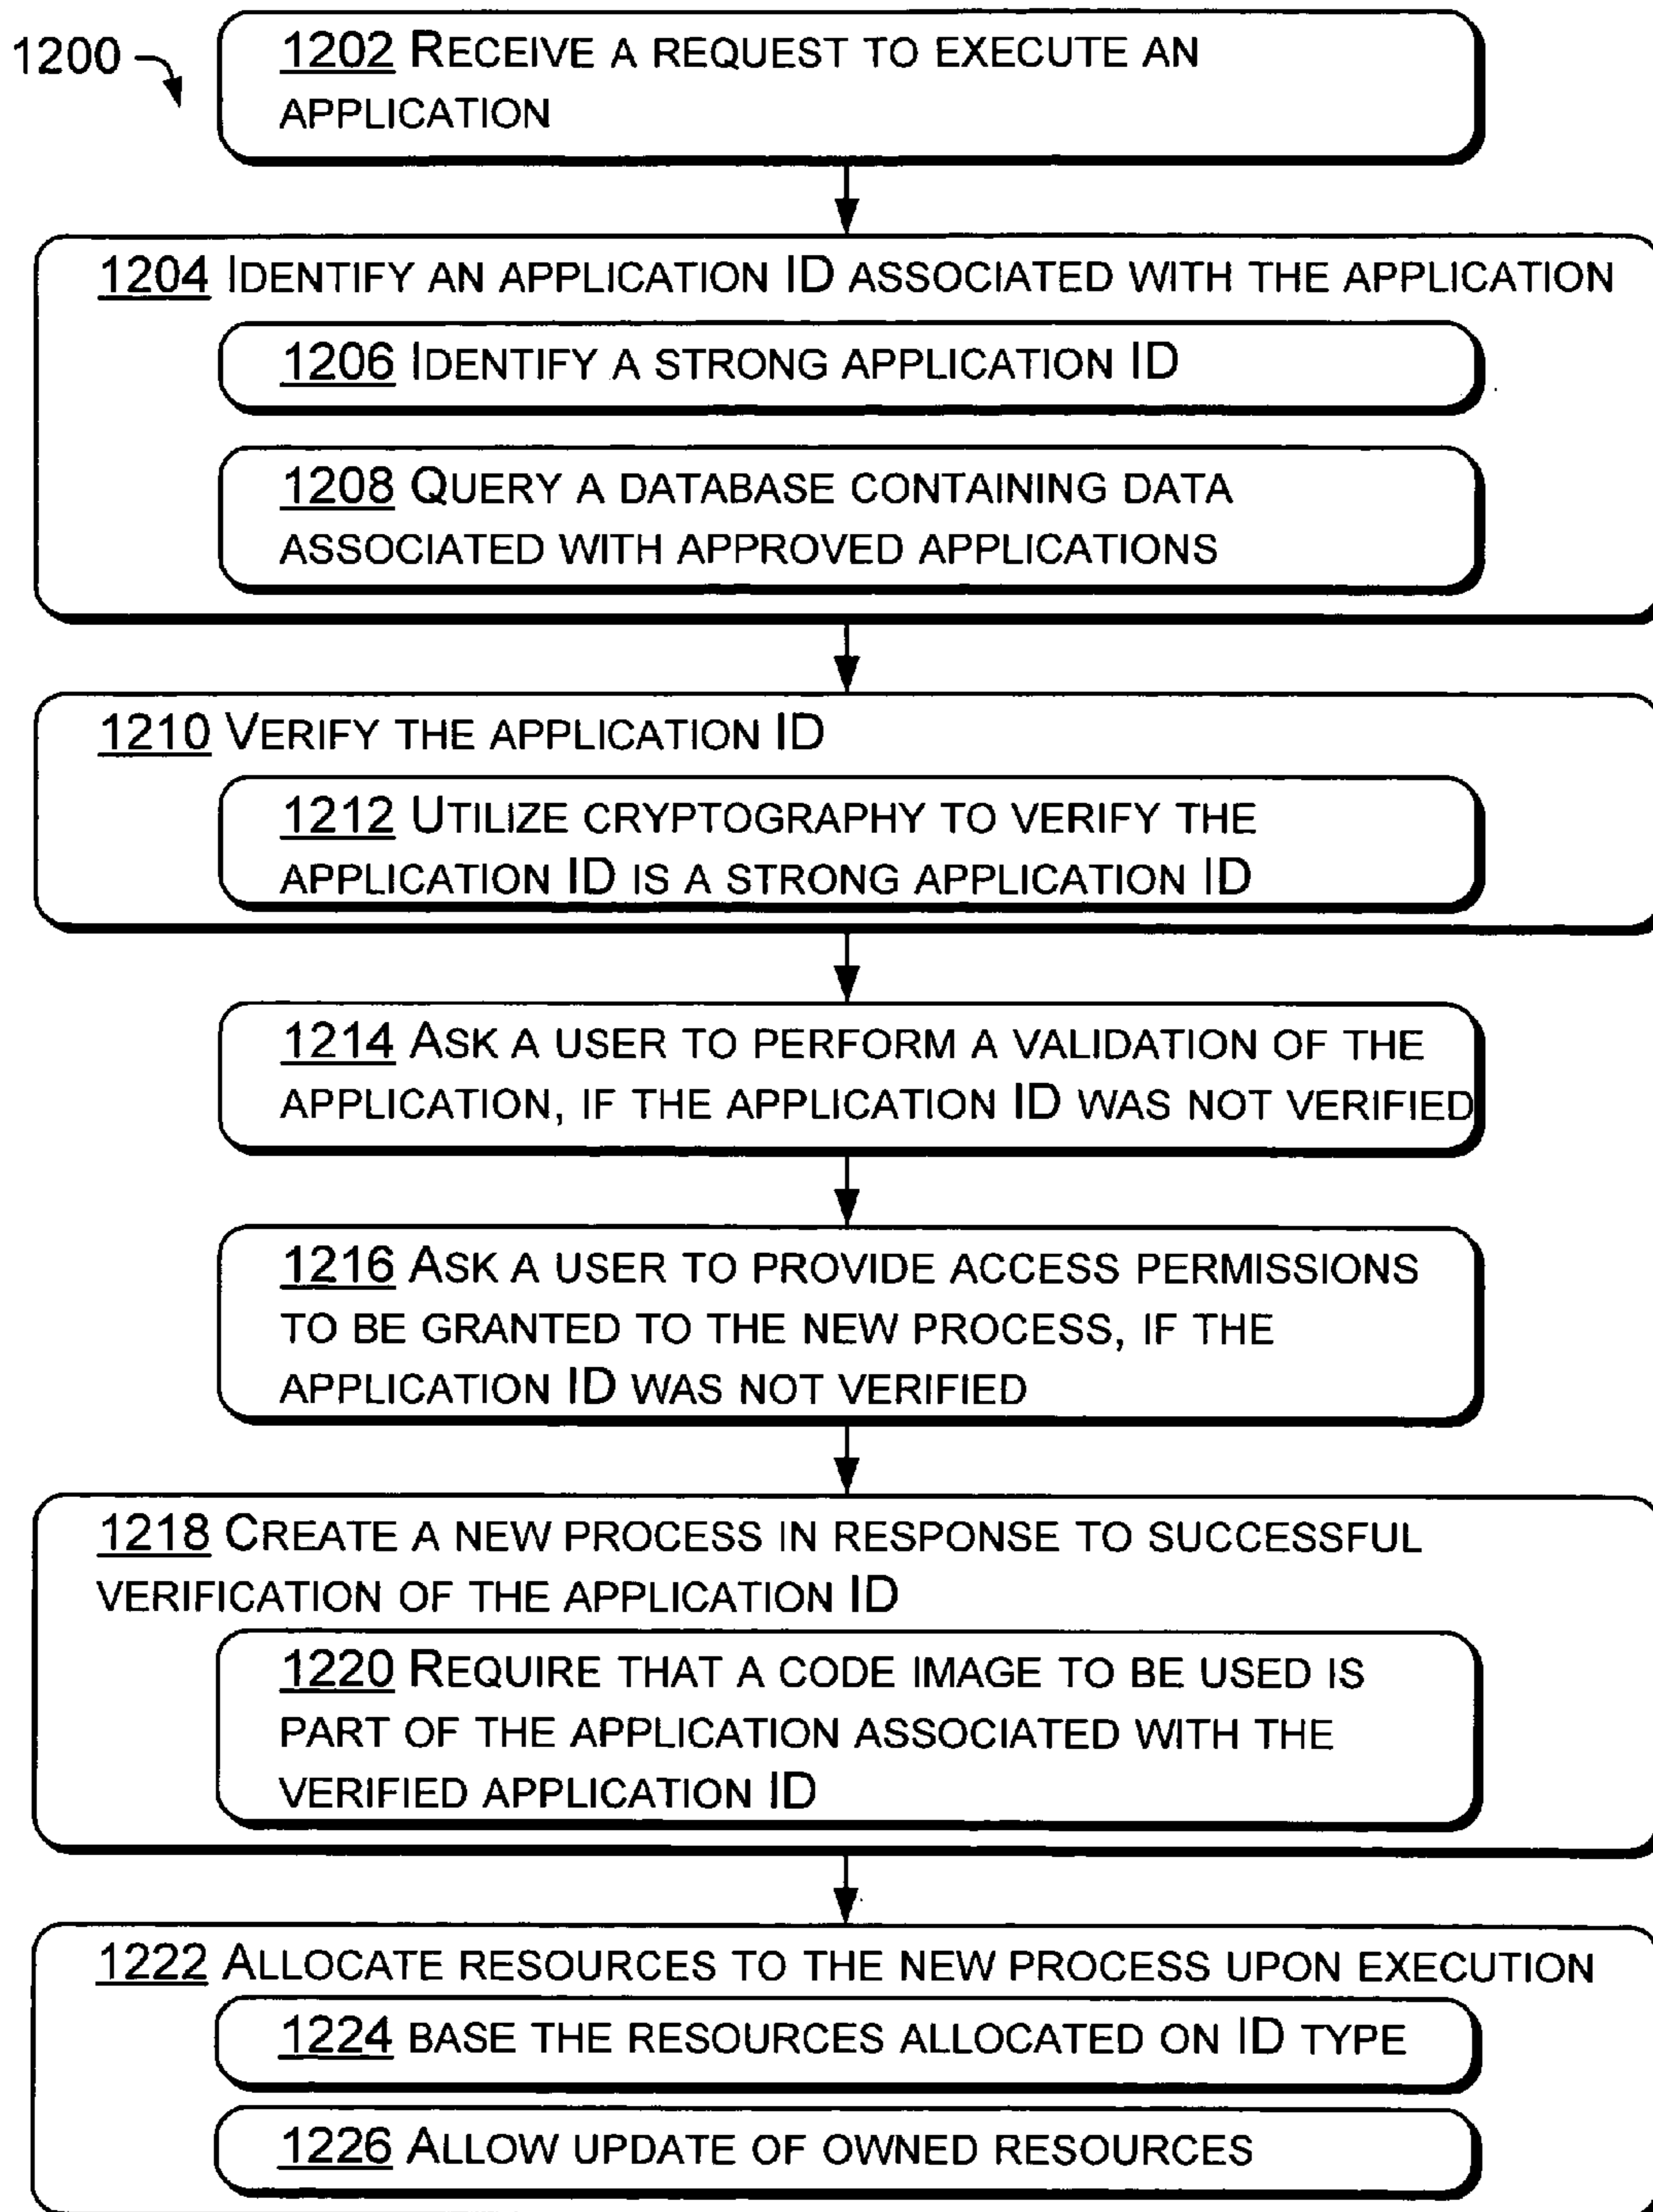 1200
1202 RECEIVE A REQUEST TO EXECUTE AN
APPLICATION
1204 IDENTIFY AN APPLICATION ID ASSOCIATED WITH THE APPLICATION
1206 IDENTIFY A STRONG APPLICATION ID
1208 QUERY A DATABASE CONTAINING DATA
ASSOCIATED WITH APPROVED APPLICATIONS
1210 VERIFY THE APPLICATION ID
1212 UTILIZE CRYPTOGRAPHY TO VERIFY THE
APPLICATION ID IS A STRONG APPLICATION ID
1214 ASK A USER TO PERFORM A VALIDATION OF THE
APPLICATION, IF THE APPLICATION ID WAS NOT VERIFIED
1216 ASK A USER TO PROVIDE ACCESS PERMISSIONS
TO BE GRANTED TO THE NEW PROCESS, IF THE
APPLICATION ID WAS NOT VERIFIED
1218 CREATE A NEW PROCESS IN RESPONSE TO SUCCESSFUL
VERIFICATION OF THE APPLICATION ID
1220 REQUIRE THAT A CODE IMAGE TO BE USED IS
PART OF THE APPLICATION ASSOCIATED WITH THE
VERIFIED APPLICATION ID
1222 ALLOCATE RESOURCES TO THE NEW PROCESS UPON EXECUTION
1224 BASE THE RESOURCES ALLOCATED ON ID TYPE
1226 ALLOW UPDATE OF OWNED RESOURCES